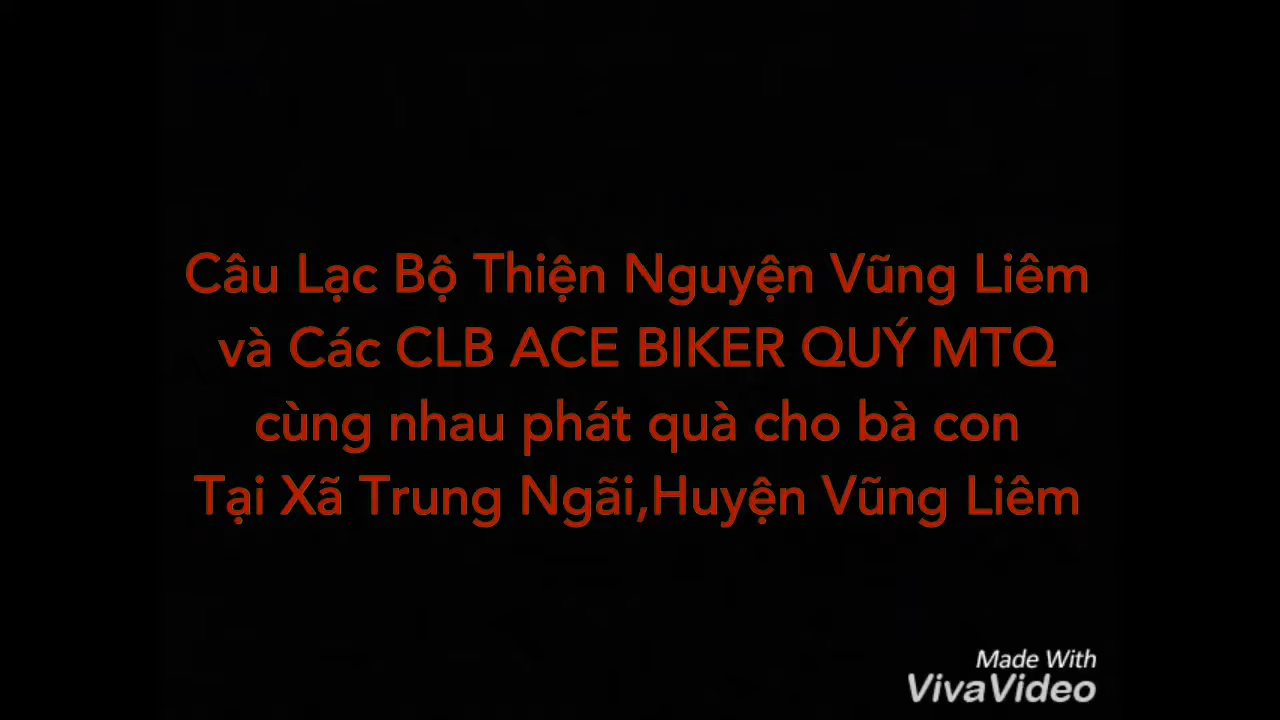 Câu Lạc Bộ Thiện Nguyện Vũng Liêm
và Các CLB ACE BIKER QUÝ MTQ
cùng nhau phát quà cho bà con
Tại Xã Trung Ngãi,Huyện Vũng Liêm
Made With
VivaVideo